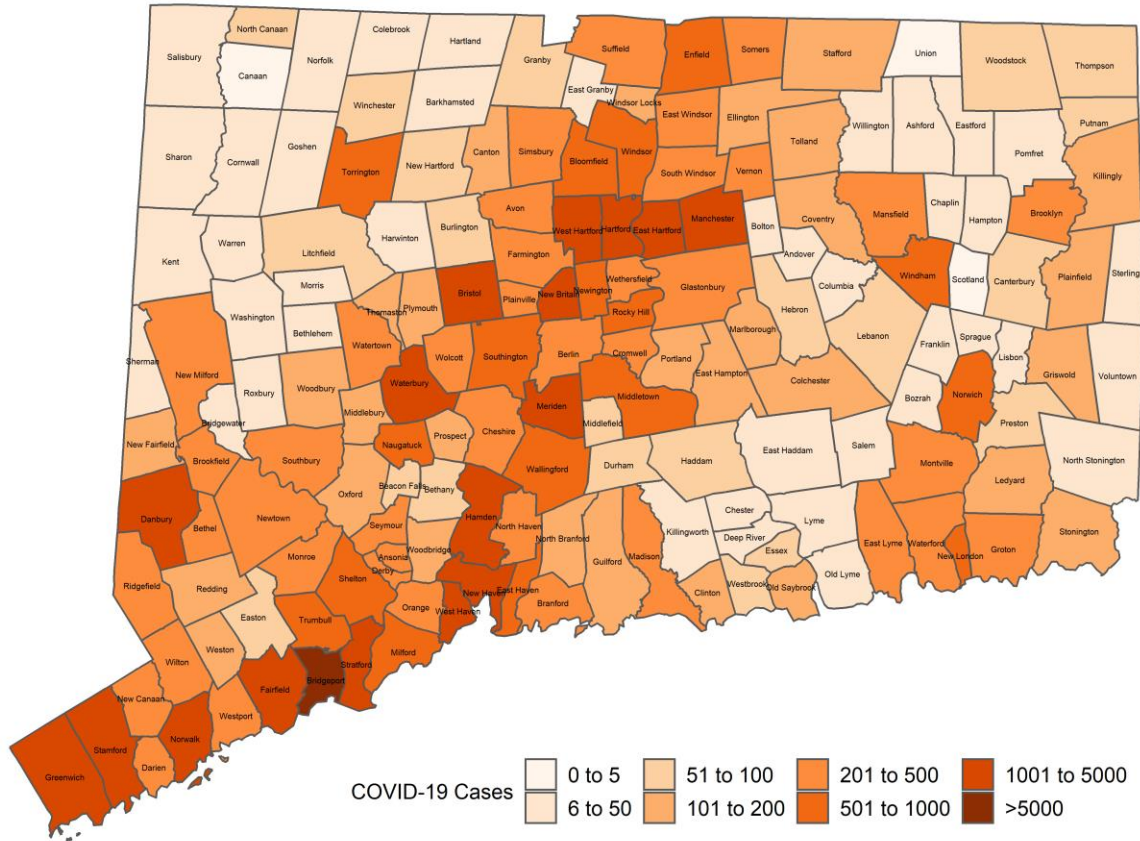 North Canaan
Colebrook
Hartland
Salisbury
Canaan
Norfolk
Granby
Suffield
Enfield
Somers
Stafford
Union
Woodstock
Thompson
East Granby
Windsor Locks
Winchester
Barkhamsted
East Windsor
Ellington
Willington
Ashford
Eastford
Putnam
Sharon
Cornwall
Goshen
Torrington
New Hartford
Canton
Simsbury
Bloomfield
Windsor
South Windsor
Vernon
Tolland
Pomfret
Killingly
Kent
Warren
Litchfield
Harwinton
Burlington
Avon
Farmington
West Hartford
Hartford
East Hartford
Manchester
Bolton
Andover
Coventry
Mansfield
Chaplin
Hampton
Brooklyn
Morris
Bristol
Plainville
New Britain
Newington
Wethersfield
Rocky Hill
Glastonbury
Hebron
Columbia
Windham
Scotland
Canterbury
Plainfield
Sterling
Sherman
New Milford
Washington
Bethlehem
Watertown
Thomaston
Plymouth
Wolcott
Southington
Berlin
Cromwell
Portland
Marlborough
Lebanon
Franklin
Sprague
Lisbon
Griswold
Voluntown
Bridgewater
Roxbury
Woodbury
Waterbury
Middlebury
Meriden
Middletown
East Hampton
Colchester
Bozrah
Norwich
Preston
New Fairfield
Brookfield
Southbury
Naugatuck
Prospect
Cheshire
Middlefield
Wallingford
Durham
Haddam
East Haddam
Salem
Montville
Ledyard
North Stonington
Danbury
Bethel
Newtown
Oxford
Beacon Falls
Bethany
Seymour
Ansonia
Derby
Woodbridge
Hamden
North Haven
North Branford
Guilford
Madison
Killingworth
Chester
Deep River
Essex
Lyme
East Lyme
Waterford
New London
Groton
Stonington
Ridgefield
Redding
Monroe
Shelton
Orange
New Haven
West Haven
East Haven
Branford
Clinton
Westbrook
Old Saybrook
Old Lyme
Easton
Trumbull
Weston
Wilton
Milford
Stratford
Bridgeport
Fairfield
Westport
New Canaan
Norwalk
Darien
Stamford
Greenwich
COVID-19 Cases
0 to 5
51 to 100
201 to 500
1001 to 5000
6 to 50
101 to 200
501 to 1000
>5000